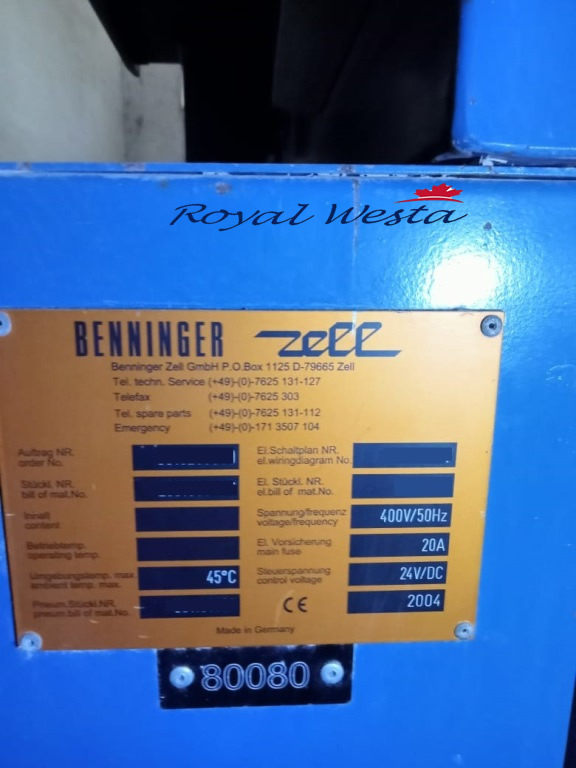 Royal Westa
BENNINGER zell
Benninger Zell GmbH P.O.Box 1125 D-79665 Zell
Tel. techn. Service (+49)-(0)-7625 131-127
Telefax (+49)-(0)-7625 303
Tel. spare parts (+49)-(0)-7625 131-112
Emergency (+49)-(0)-171 3507 104
Auftrag NR. El.Schaltplan NR.
order No. el.wiringdiagram No.
Stückl. NR. El. Stückl. NR.
bill of mat.No. el.bill of mat.No.
Inhalt Spannung/frequenz 400V/50Hz
content voltage/frequency
Betriebtemp. El. Vorsicherung 20A
operating temp. main fuse
Umgebungstemp. max. 45°C Steuerspannung 24V/DC
ambient temp. max. control voltage
Pneum.Stückl.NR. CE 2004
pneum.bill of mat.No.
Made in Germany
80080